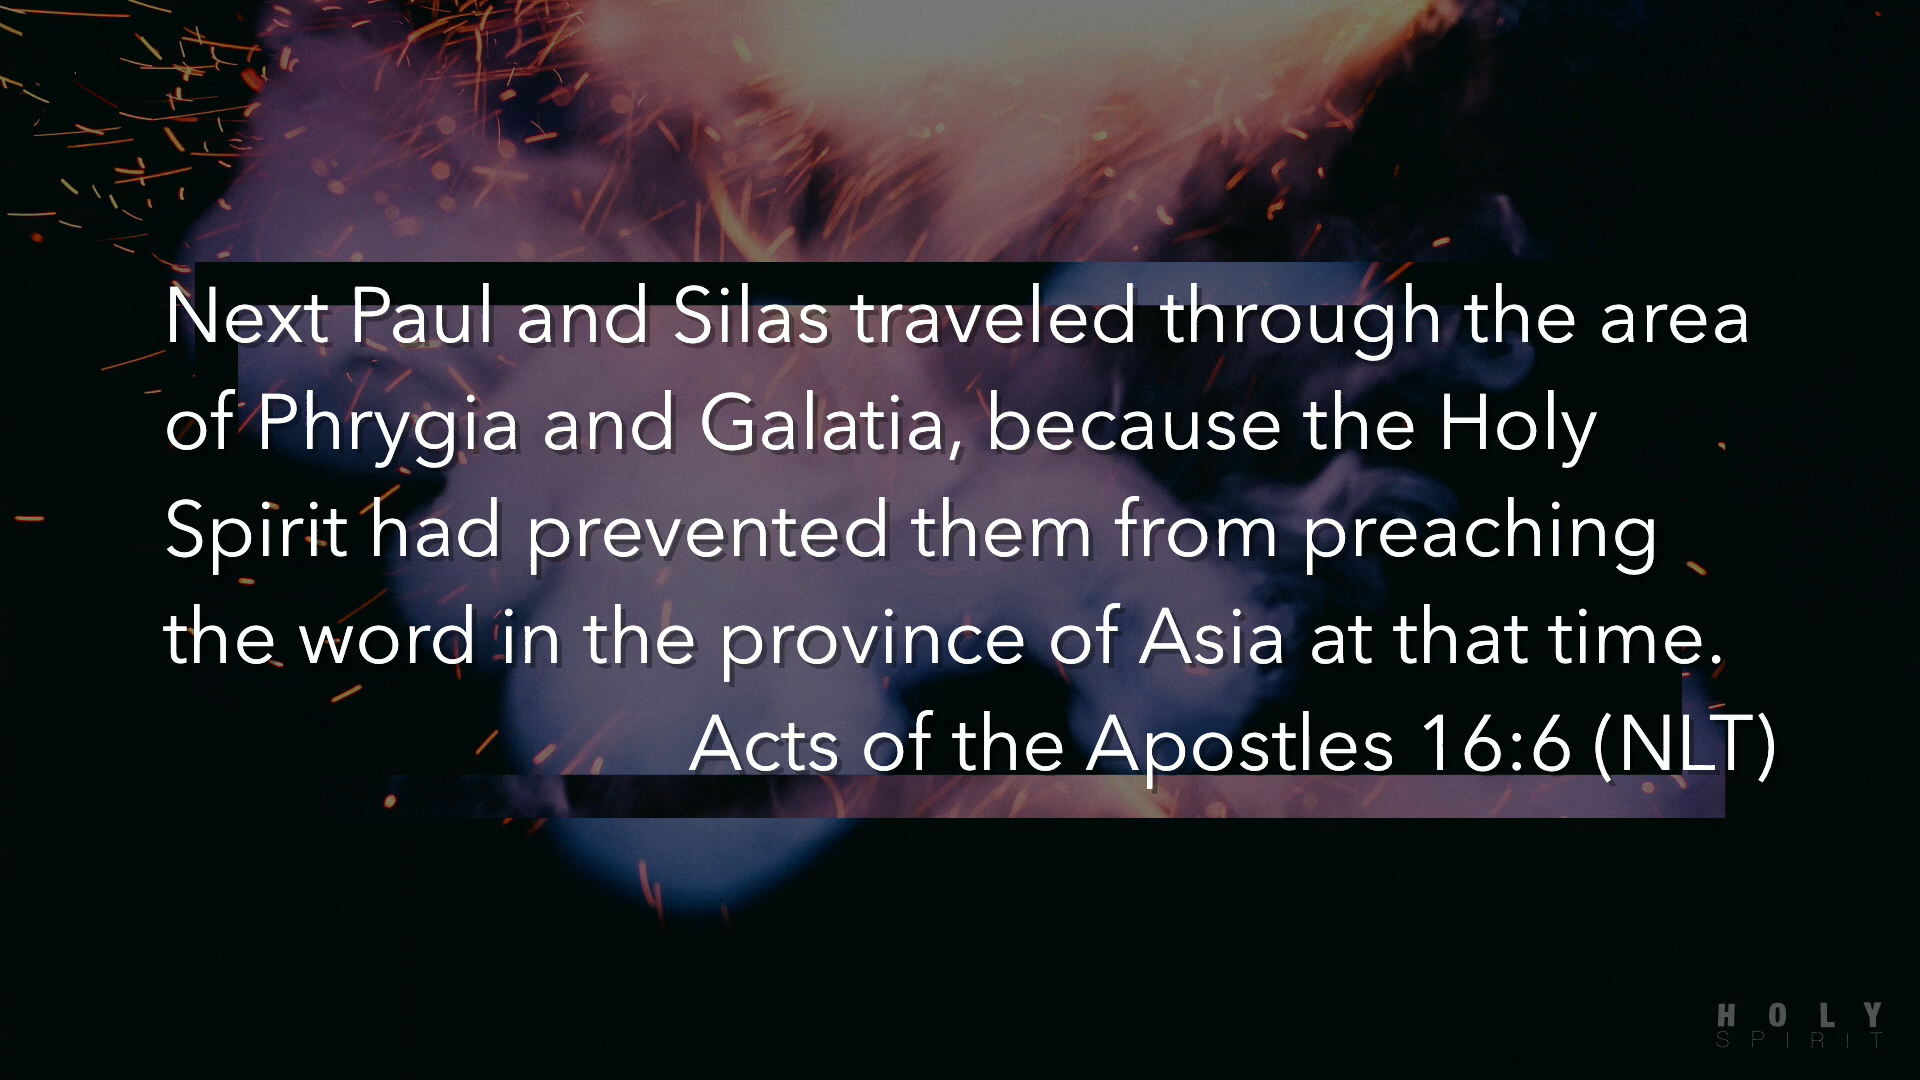 Next Paul and Silas traveled through the area
of Phrygia and Galatia, because the Holy
Spirit had prevented them from preaching
the word in the province of Asia at that time.
Acts of the Apostles 16:6 (NLT)
HOLY
SPIRIT